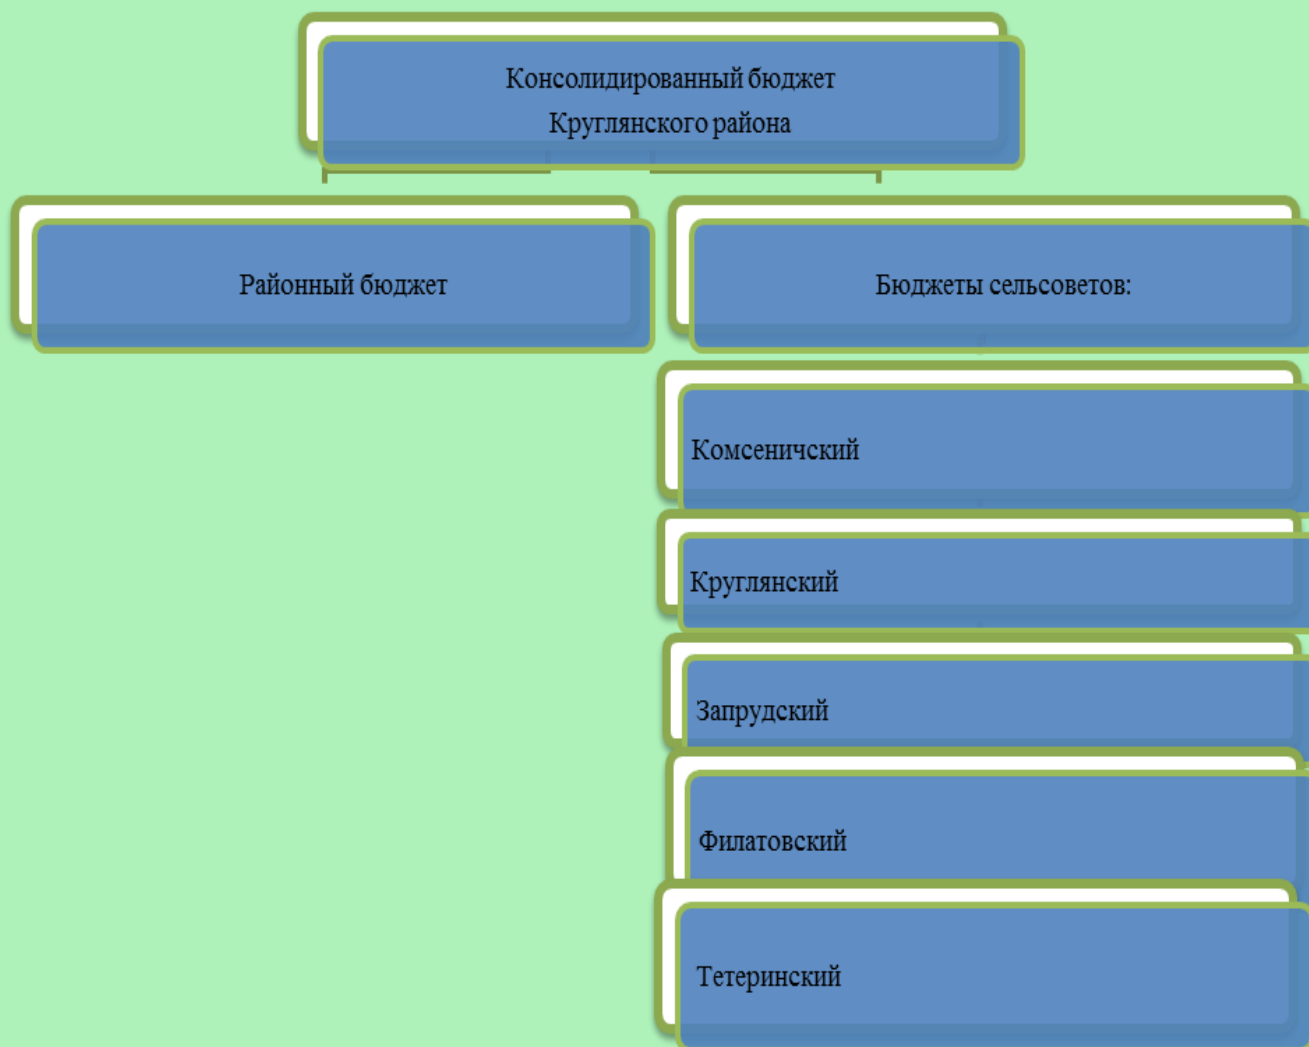 Консолидированный бюджет
Круглянского района
Районный бюджет
Бюджеты сельсоветов:
Комсеничский
Круглянский
Запрудский
Филатовский
Тетеринский